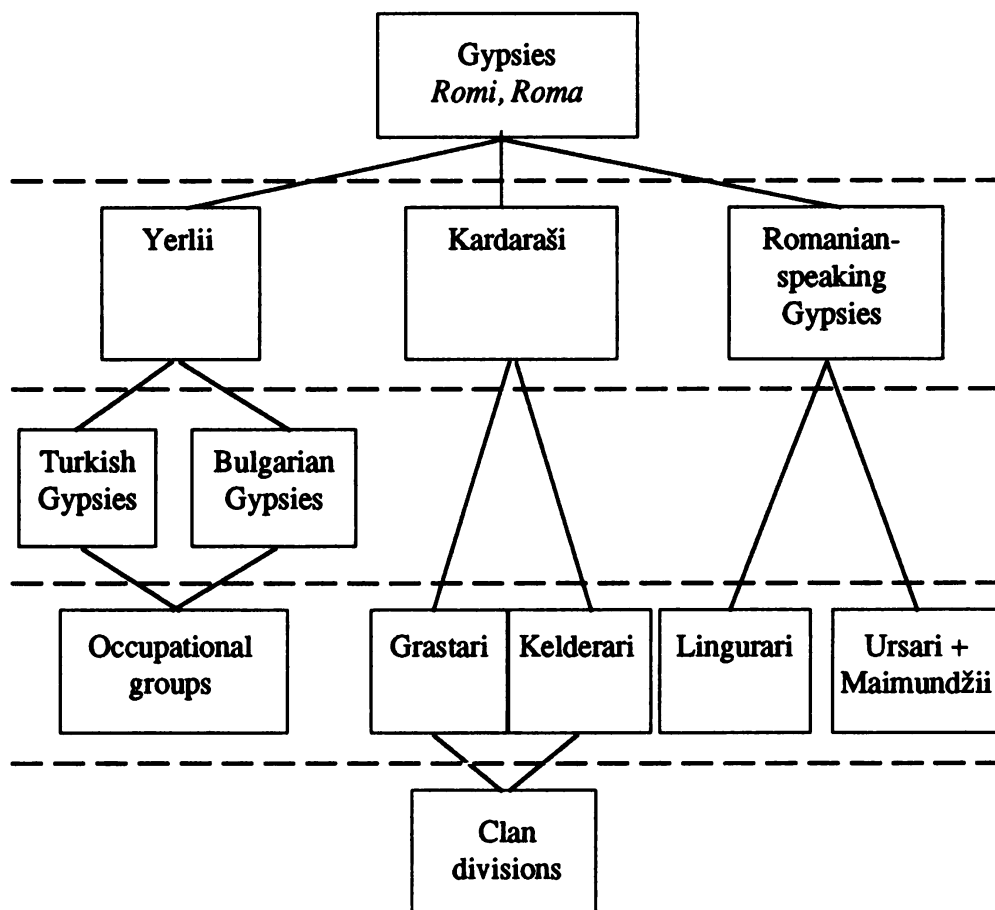 Gypsies
Romi, Roma
Yerlii
Kardaraši
Romanian-
speaking
Gypsies
Turkish
Gypsies
Bulgarian
Gypsies
Occupational
groups
Grastari
Kelderari
Lingurari
Ursari +
Maimundžii
Clan
divisions